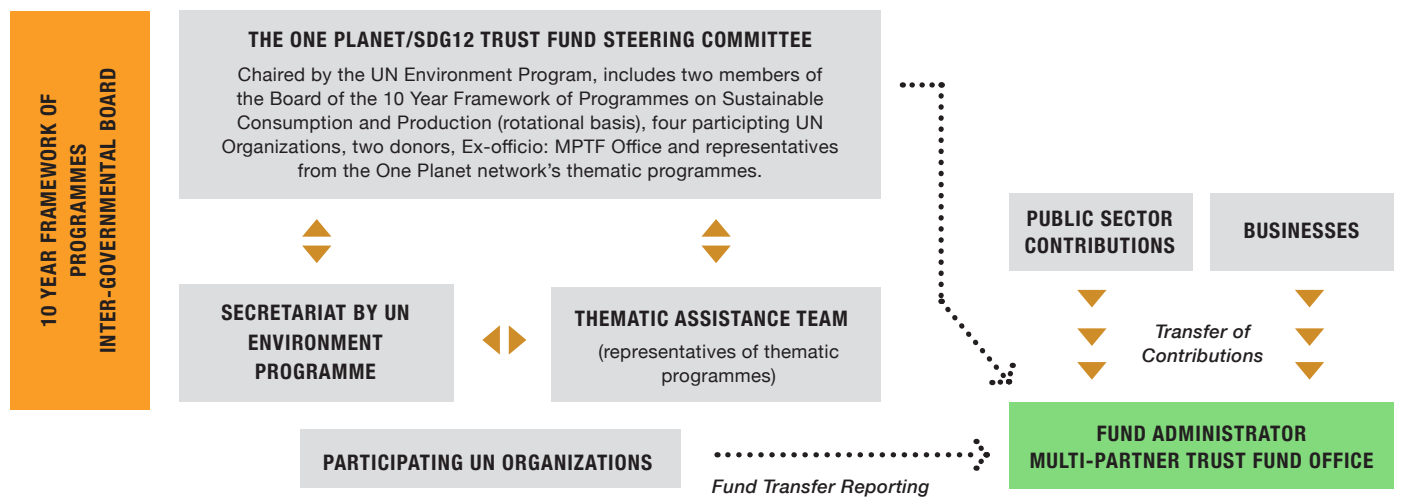 10 YEAR FRAMEWORK OF
PROGRAMMES
INTER-GOVERNMENTAL BOARD
THE ONE PLANET/SDG12 TRUST FUND STEERING COMMITTEE
Chaired by the UN Environment Program, includes two members of
the Board of the 10 Year Framework of Programmes on Sustainable
Consumption and Production (rotational basis), four participting UN
Organizations, two donors, Ex-officio: MPTF Office and representatives
from the One Planet network’s thematic programmes.
SECRETARIAT BY UN
ENVIRONMENT
PROGRAMME
THEMATIC ASSISTANCE TEAM
(representatives of thematic
programmes)
PARTICIPATING UN ORGANIZATIONS
Fund Transfer Reporting
PUBLIC SECTOR
CONTRIBUTIONS
BUSINESSES
Transfer of
Contributions
FUND ADMINISTRATOR
MULTI-PARTNER TRUST FUND OFFICE